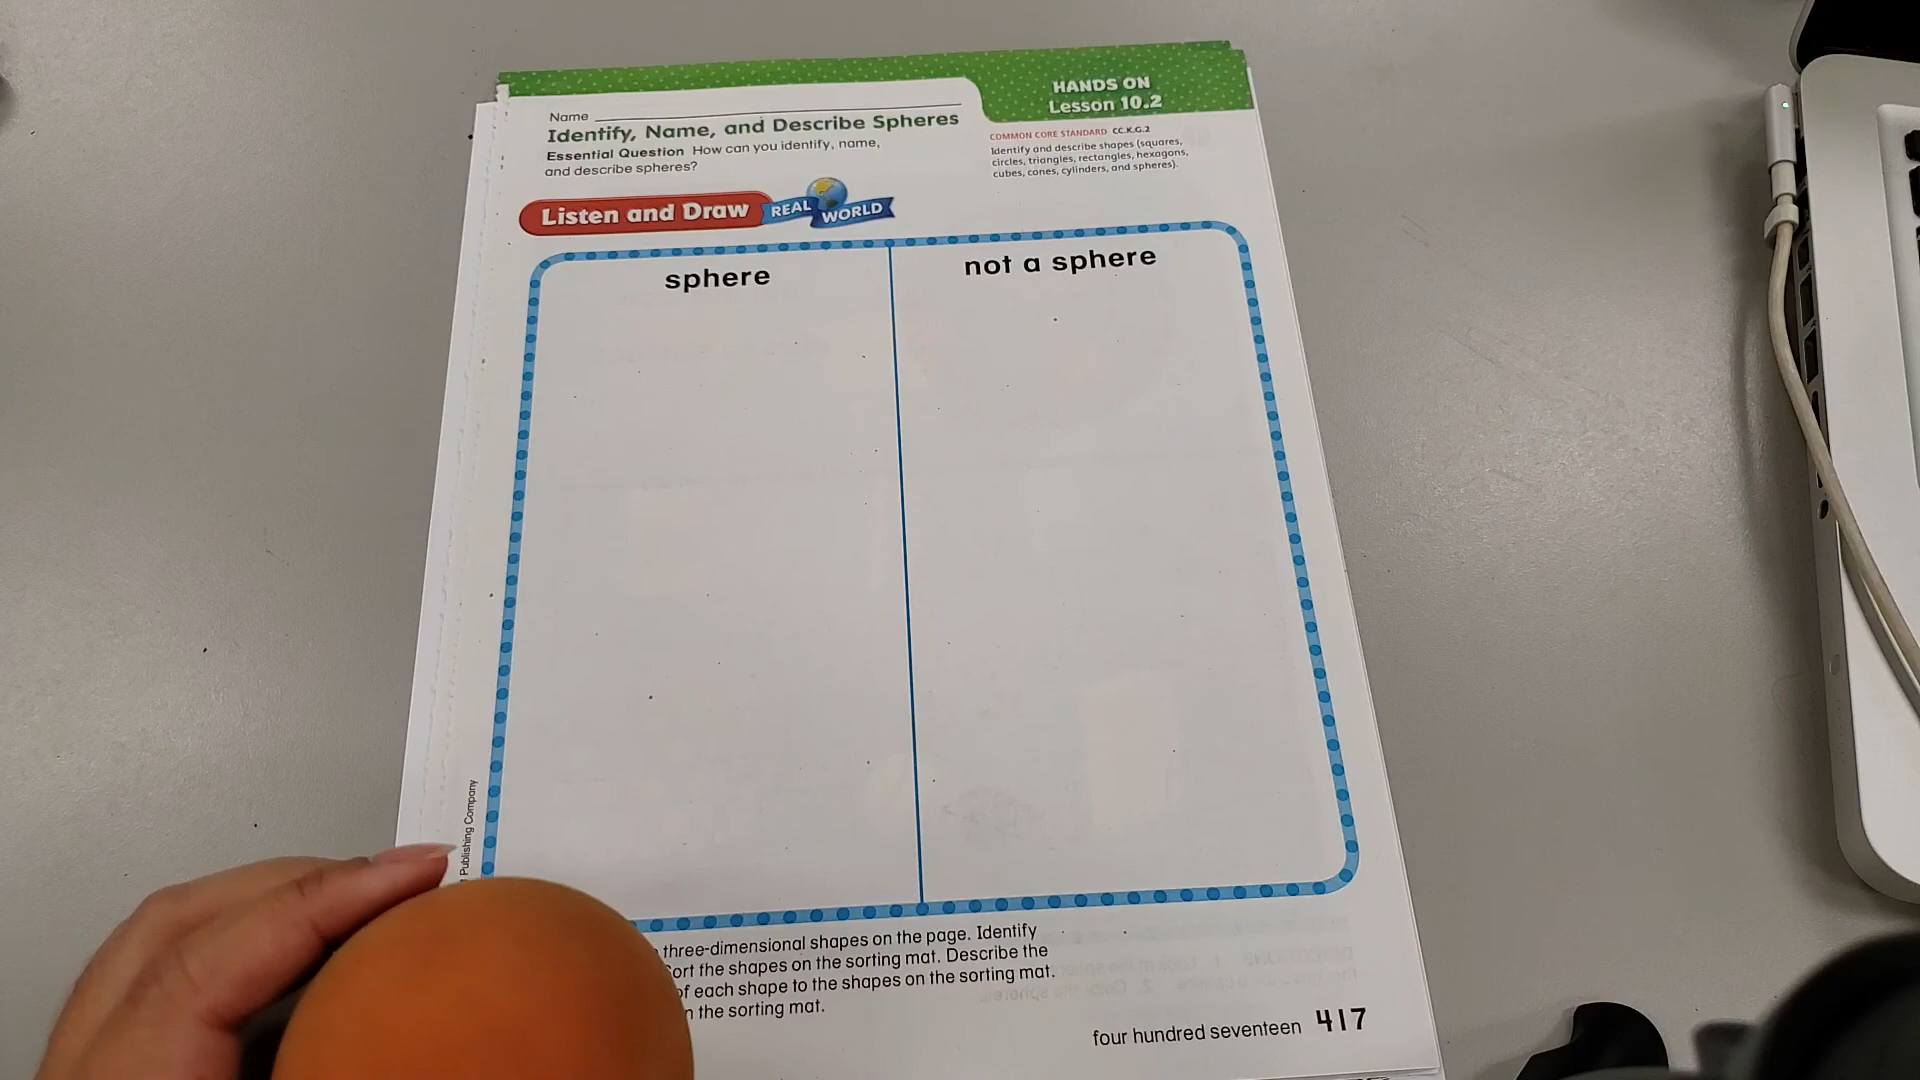 HANDS ON
Lesson 10.2
Name
Identify, Name, and Describe Spheres
Essential Question How can you identify, name,
and describe spheres?
COMMON CORE STANDARD CC.K.G.2
Identify and describe shapes (squares,
circles, triangles, rectangles, hexagons,
cubes, cones, cylinders, and spheres).
Listen and Draw REAL WORLD
sphere
not a sphere
Publishing Company
three-dimensional shapes on the page. Identify
ort the shapes on the sorting mat. Describe the
of each shape to the shapes on the sorting mat.
the sorting mat.
four hundred seventeen 417